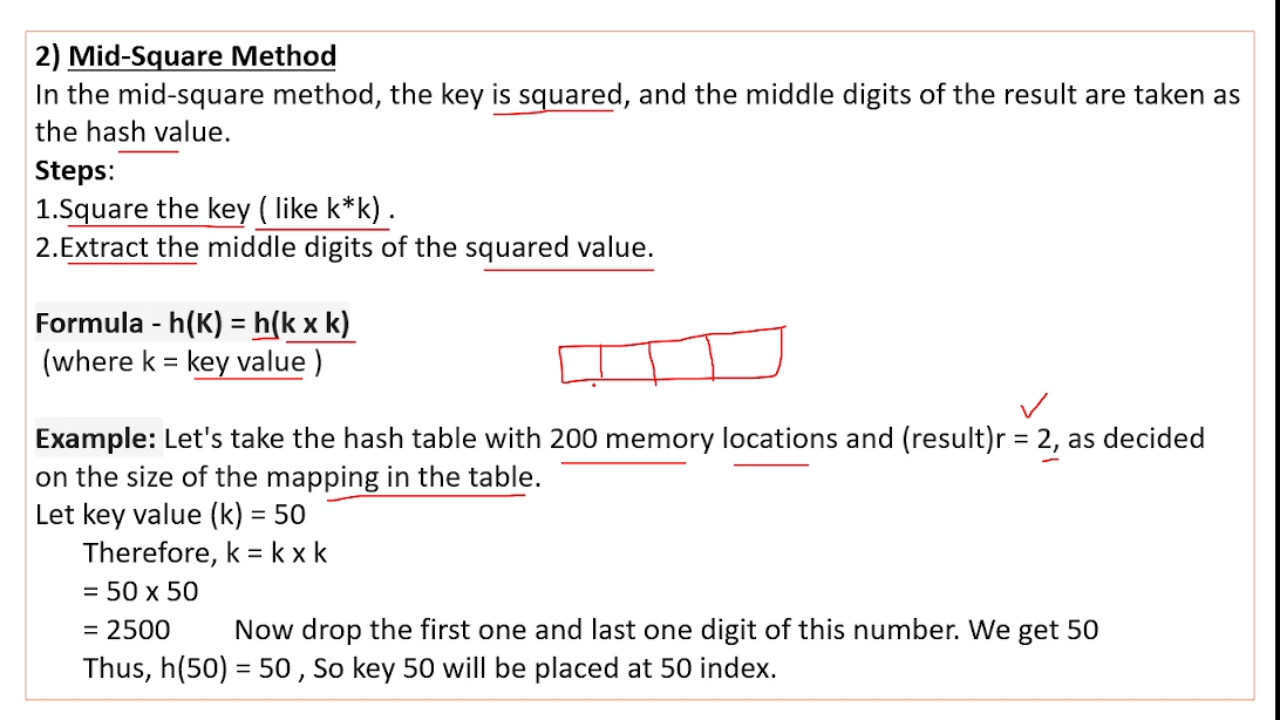 2) Mid-Square Method
In the mid-square method, the key is squared, and the middle digits of the result are taken as
the hash value.
Steps:
1.Square the key ( like k*k) .
2.Extract the middle digits of the squared value.
Formula - h(K) = h(k x k)
(where k = key value )
Example: Let's take the hash table with 200 memory locations and (result)r = 2, as decided
on the size of the mapping in the table.
Let key value (k) = 50
Therefore, k = k x k
= 50 x 50
= 2500 Now drop the first one and last one digit of this number. We get 50
Thus, h(50) = 50 , So key 50 will be placed at 50 index.